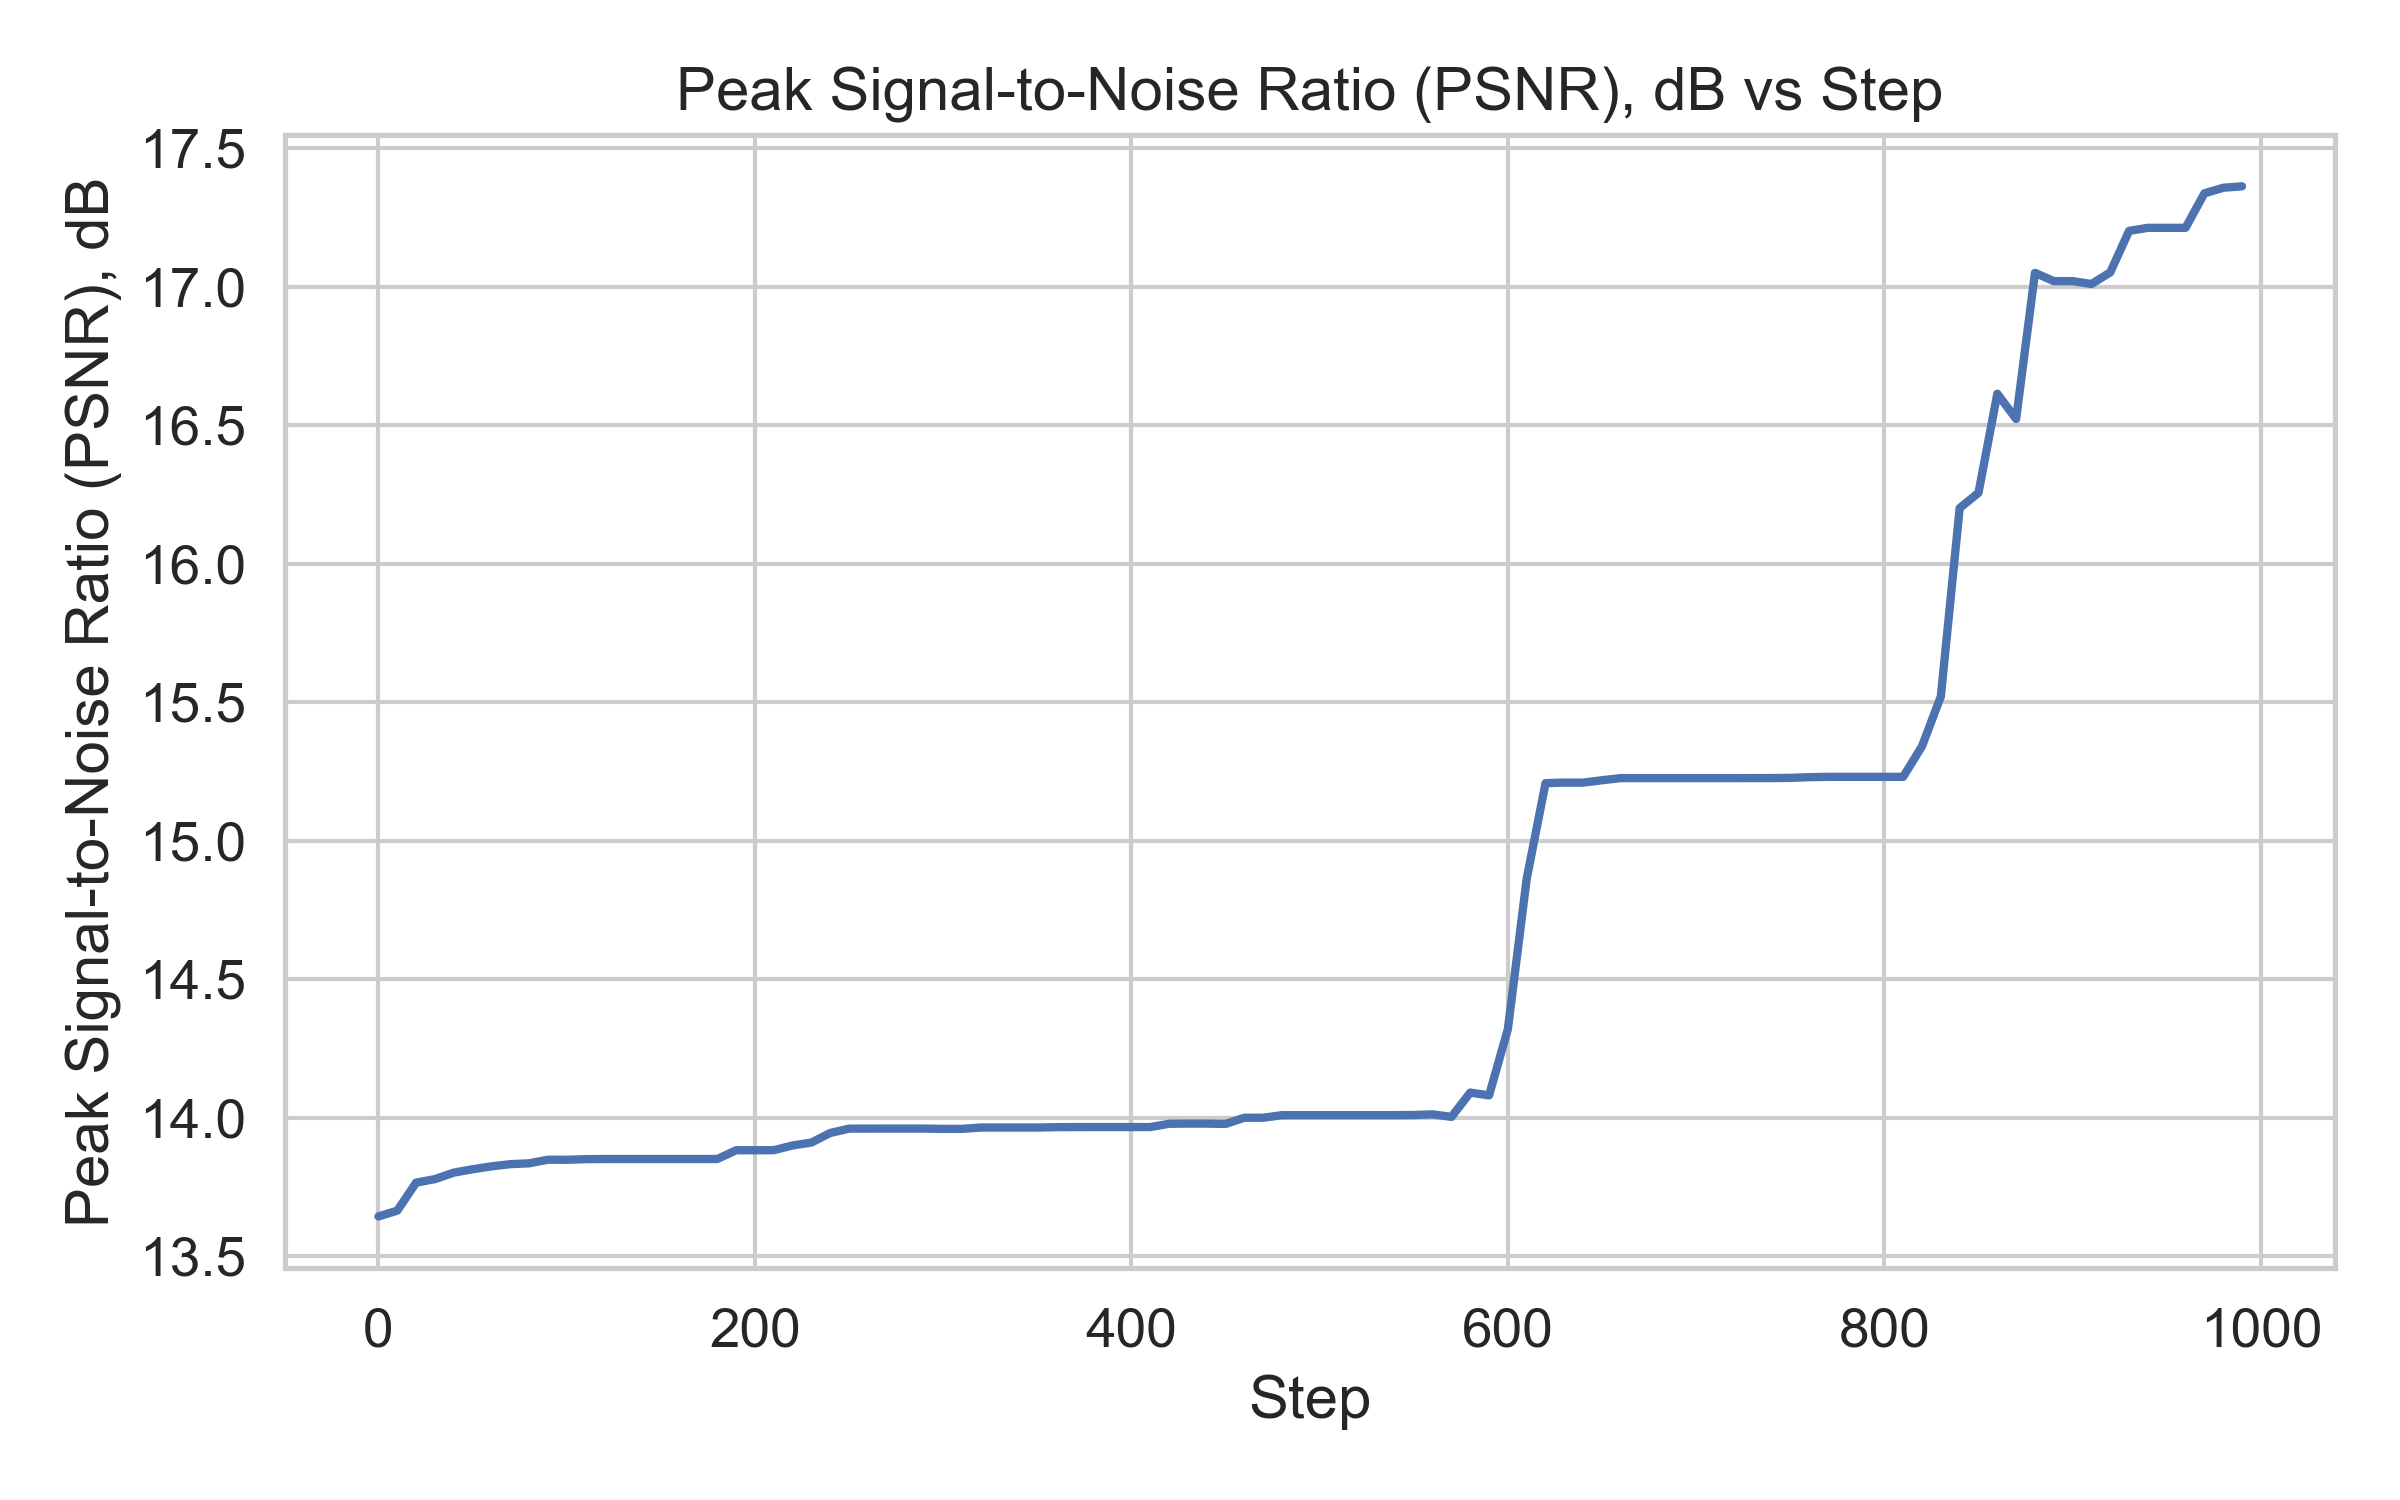 Peak Signal-to-Noise Ratio (PSNR), dB vs Step
Peak Signal-to-Noise Ratio (PSNR), dB
17.5
17.0
16.5
16.0
15.5
15.0
14.5
14.0
13.5
0 200 400 600 800 1000
Step